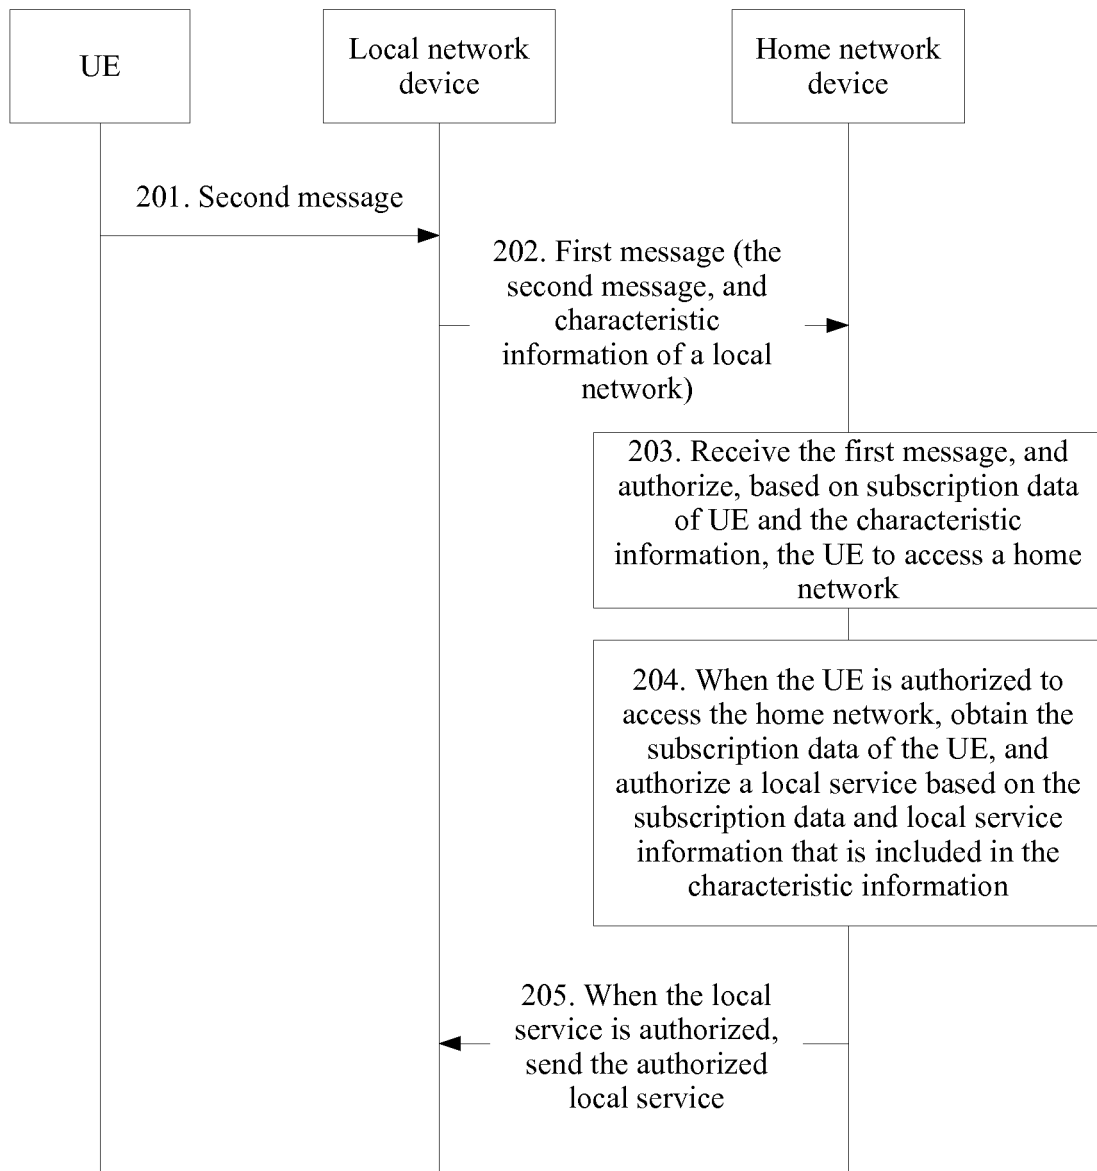 UE
Local network
device
Home network
device
201. Second message
202. First message (the
second message, and
characteristic
information of a local
network)
203. Receive the first message, and
authorize, based on subscription data
of UE and the characteristic
information, the UE to access a home
network
204. When the UE is authorized to
access the home network, obtain the
subscription data of the UE, and
authorize a local service based on the
subscription data and local service
information that is included in the
characteristic information
205. When the local
service is authorized,
send the authorized
local service